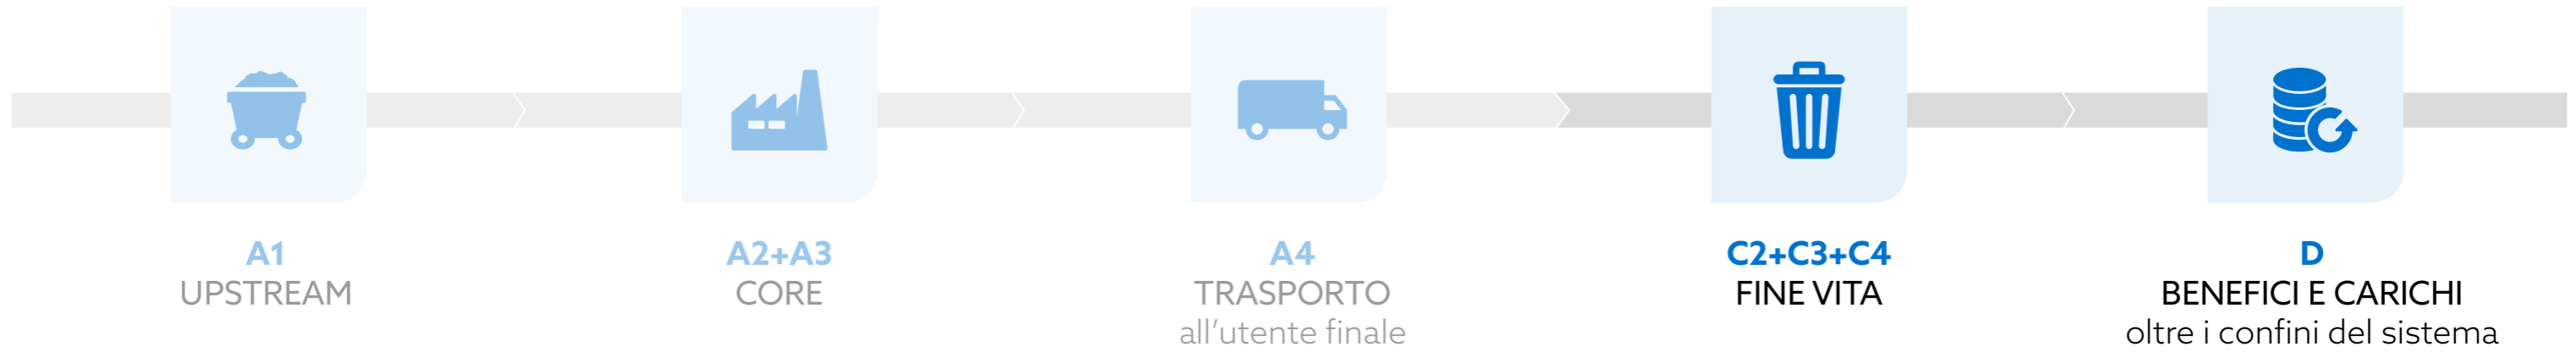 A1
UPSTREAM
A2+A3
CORE
A4
TRASPORTO
all’utente finale
C2+C3+C4
FINE VITA
D
BENEFICI E CARICHI
oltre i confini del sistema